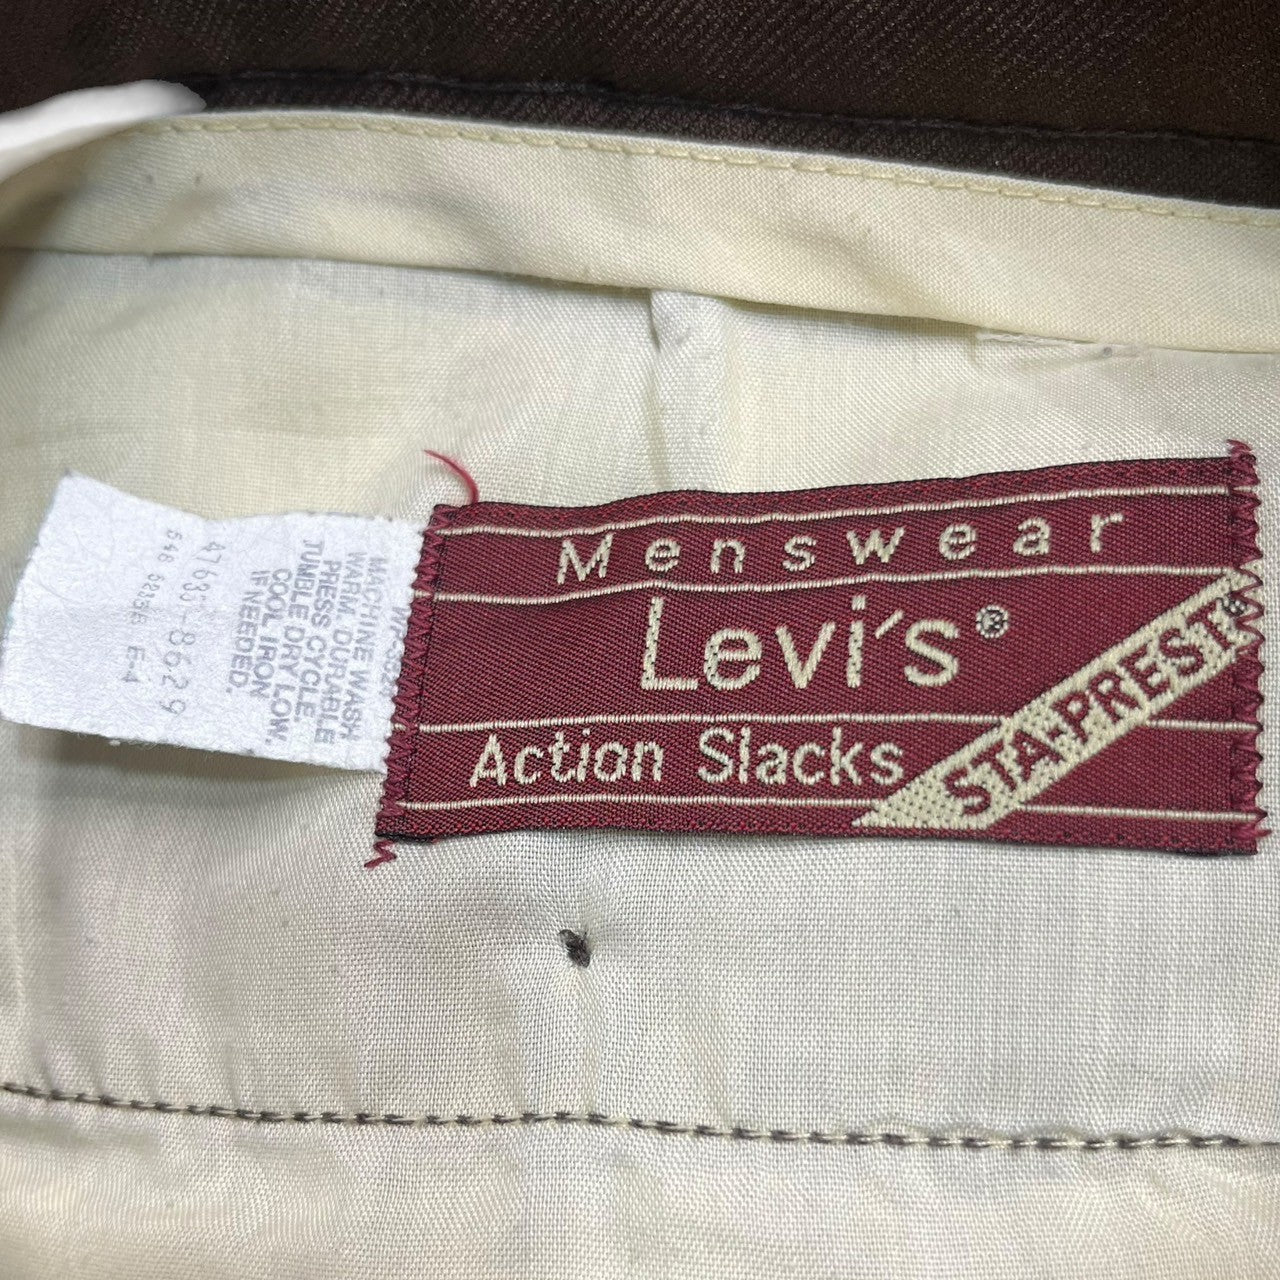 Menswear
Levi's®
Action Slacks
STA-PREST®
MACHINE WASH
WARM. DURABLE
PRESS CYCLE.
TUMBLE DRY LOW.
COOL IRON
IF NEEDED.